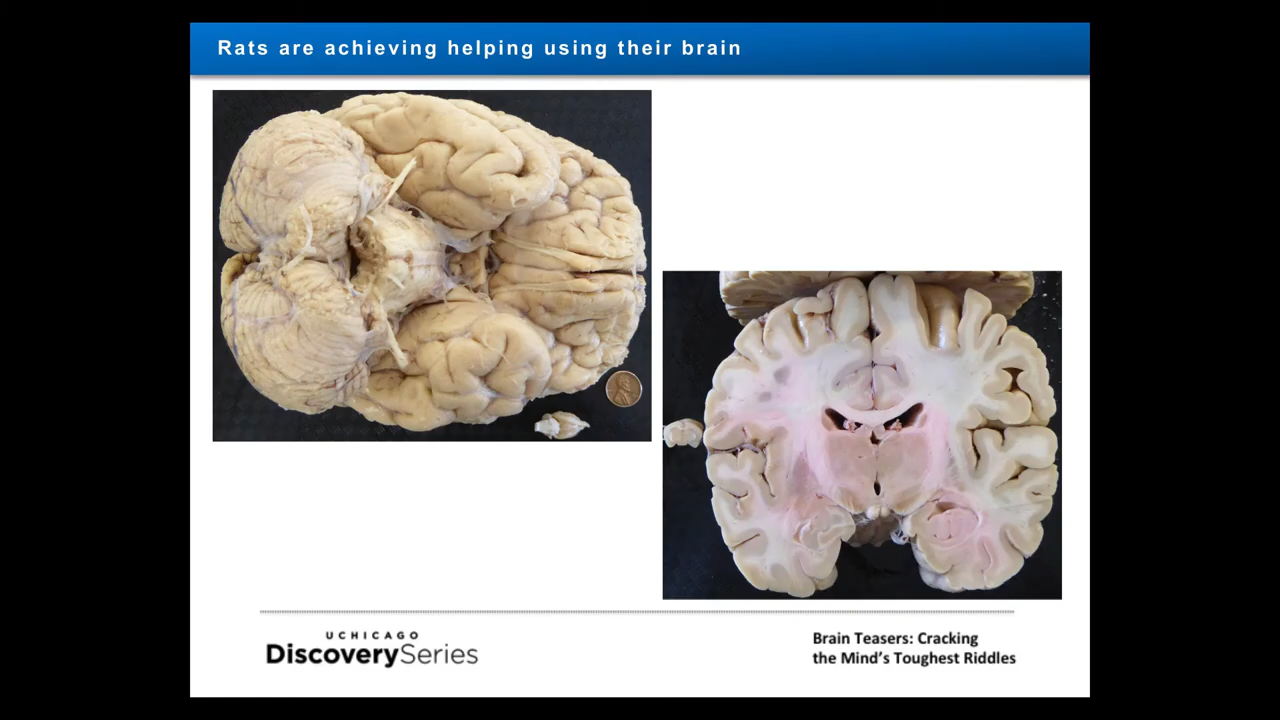 Rats are achieving helping using their brain
UCHICAGO
DiscoverySeries
Brain Teasers: Cracking
the Mind's Toughest Riddles